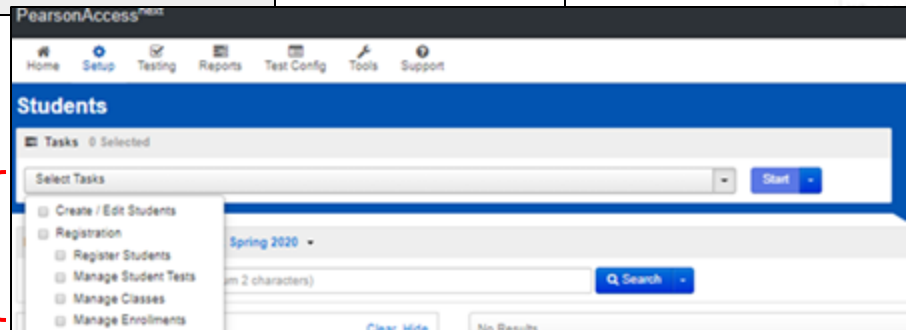 PearsonAccess next
Home Setup Testing Reports Test Config Tools Support
Students
Tasks 0 Selected
Select Tasks Start
Create / Edit Students
Registration
Spring 2020
Register Students
Manage Student Tests
m 2 characters)
Search
Manage Classes
Manage Enrollments
Clear Hide
No Results